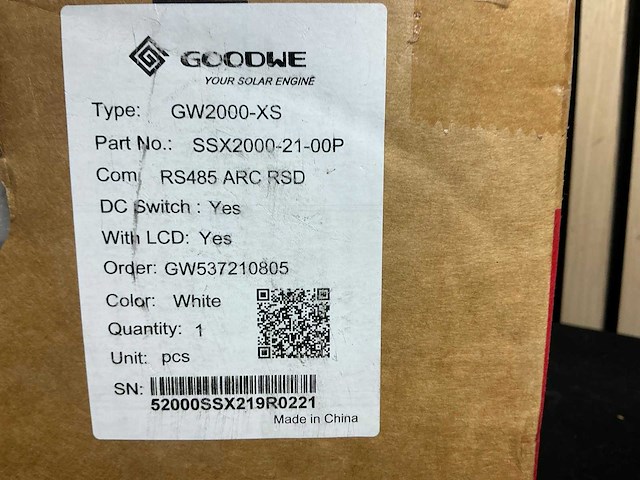 GOODWE
YOUR SOLAR ENGINE
Type: GW2000-XS
Part No.: SSX2000-21-00P
Com RS485 ARC RSD
DC Switch : Yes
With LCD: Yes
Order: GW537210805
Color: White
Quantity: 1
Unit: pcs
SN:
52000SSX219R0221
Made in China